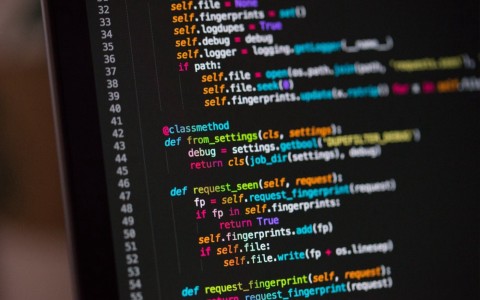 32 self.file = None
33 self.fingerprints = set()
34 self.logdupes = True
35 self.debug = debug
36 self.logger = logging.getLogger(__name__)
37 if path:
38 self.file = open(os.path.join(path,
39 self.file.seek(0)
40 self.fingerprints.update(x.rstrip() for x in self.
41
42 @classmethod
43 def from_settings(cls, settings):
44 debug = settings.getbool('DUPEFILTER_DEBUG')
45 return cls(job_dir(settings), debug)
46
47 def request_seen(self, request):
48 fp = self.request_fingerprint(request)
49 if fp in self.fingerprints:
50 return True
51 self.fingerprints.add(fp)
52 if self.file:
53 self.file.write(fp + os.linesep)
54
55 def request_fingerprint(self, request):
return request_fingerprint(request)